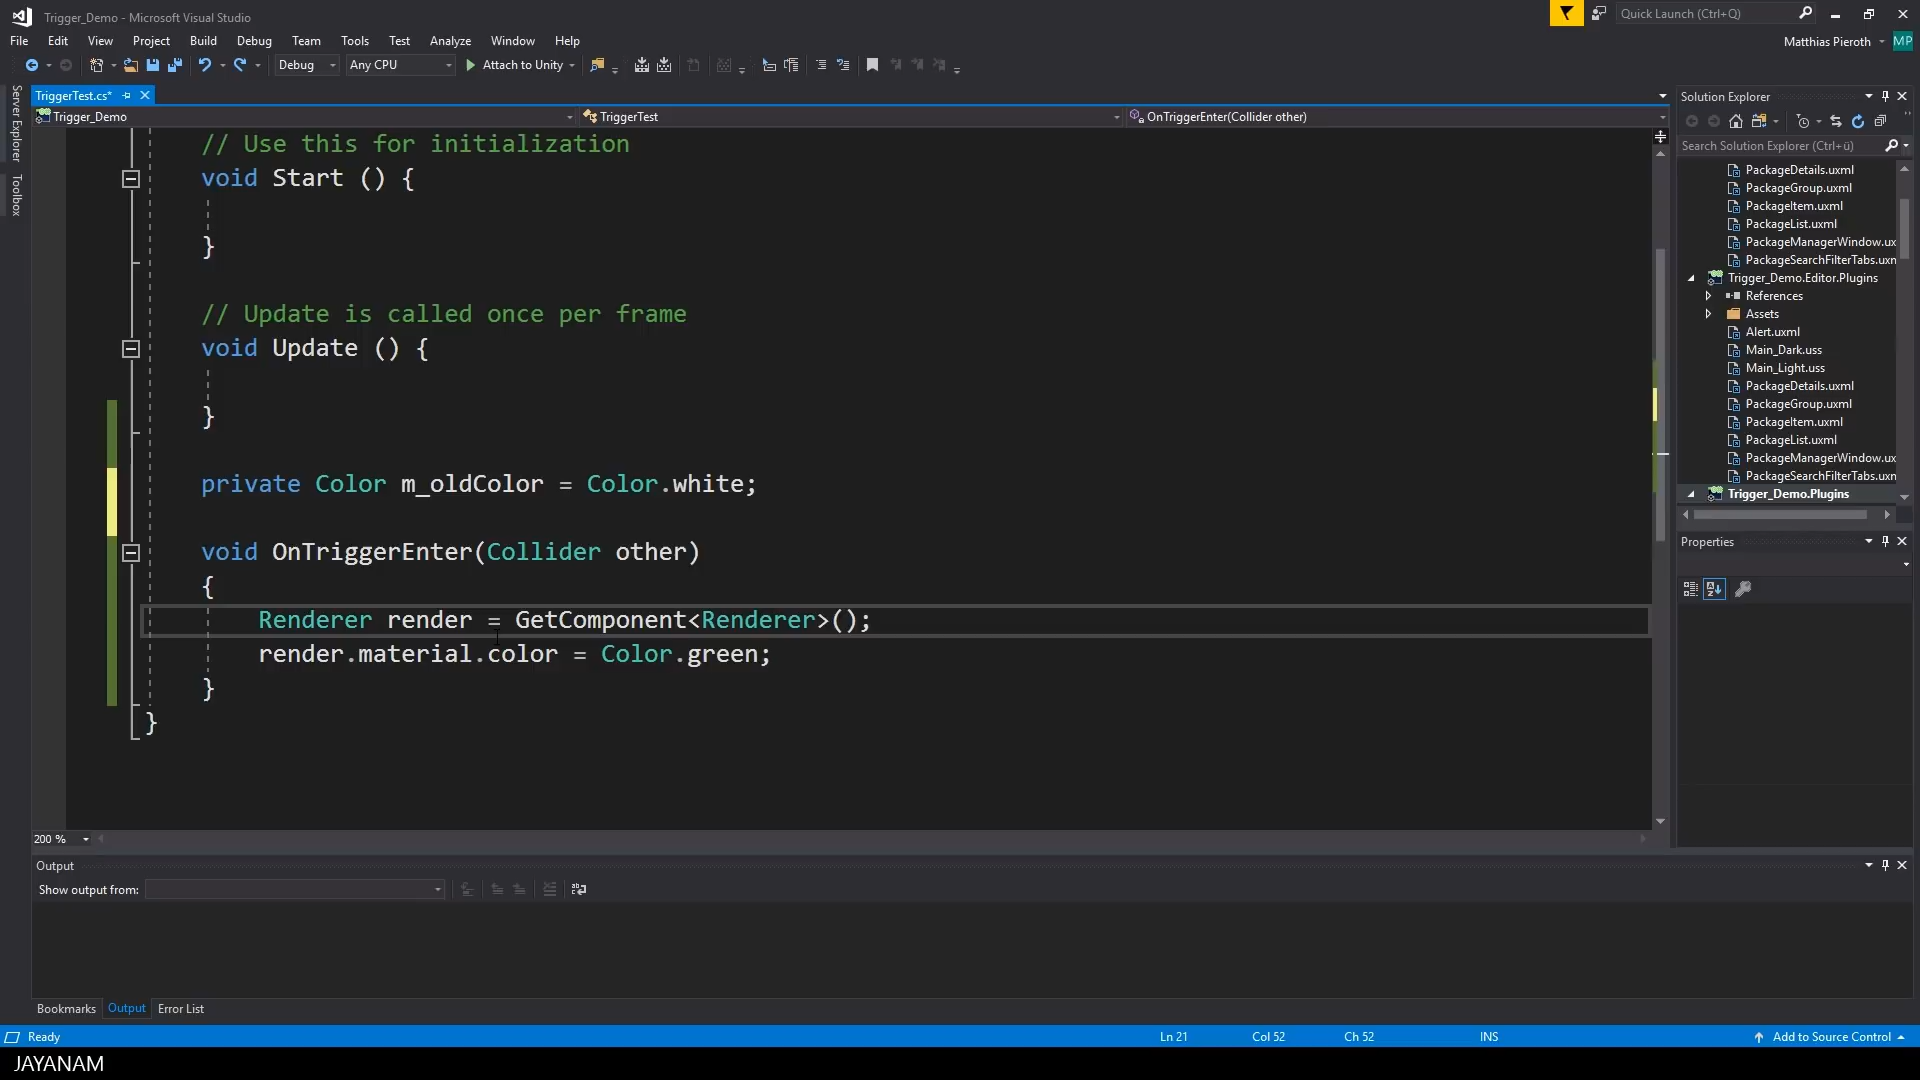 Trigger_Demo - Microsoft Visual Studio
Quick Launch (Ctrl+Q)
File Edit View Project Build Debug Team Tools Test Analyze Window Help
Matthias Pieroth MP
Debug Any CPU Attach to Unity
Server Explorer
Toolbox
TriggerTest.cs*
Trigger_Demo TriggerTest OnTriggerEnter(Collider other)
// Use this for initialization
void Start () {
}
// Update is called once per frame
void Update () {
}
private Color m_oldColor = Color.white;
void OnTriggerEnter(Collider other)
{
Renderer render = GetComponent<Renderer>();
render.material.color = Color.green;
}
}
200 %
Solution Explorer
Search Solution Explorer (Ctrl+ü)
PackageDetails.uxml
PackageGroup.uxml
PackageItem.uxml
PackageList.uxml
PackageManagerWindow.ux
PackageSearchFilterTabs.uxn
Trigger_Demo.Editor.Plugins
References
Assets
Alert.uxml
Main_Dark.uss
Main_Light.uss
PackageDetails.uxml
PackageGroup.uxml
PackageItem.uxml
PackageList.uxml
PackageManagerWindow.ux
PackageSearchFilterTabs.uxn
Trigger_Demo.Plugins
Properties
Output
Show output from:
Bookmarks Output Error List
Ready Ln 21 Col 52 Ch 52 INS Add to Source Control
JAYANAM